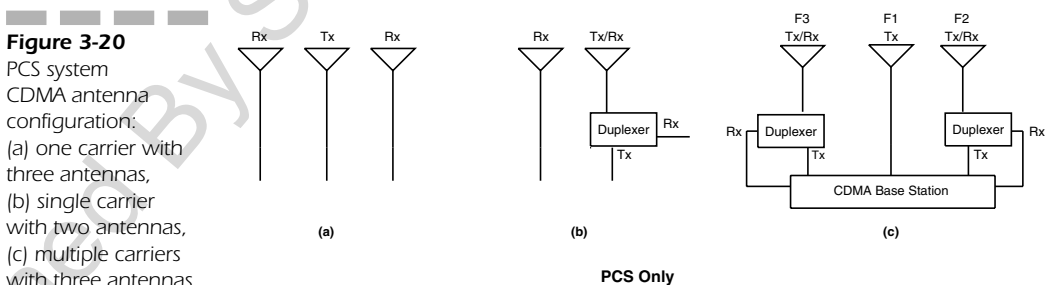 Figure 3-20
PCS system
CDMA antenna
configuration:
(a) one carrier with
three antennas,
(b) single carrier
with two antennas,
(c) multiple carriers
with three antennas
Rx Tx Rx
(a)
Rx Tx/Rx
Duplexer Rx
Tx
(b)
F3 F1 F2
Tx/Rx Tx Tx/Rx
Rx Duplexer Duplexer Rx
Tx Tx
CDMA Base Station
(c)
PCS Only